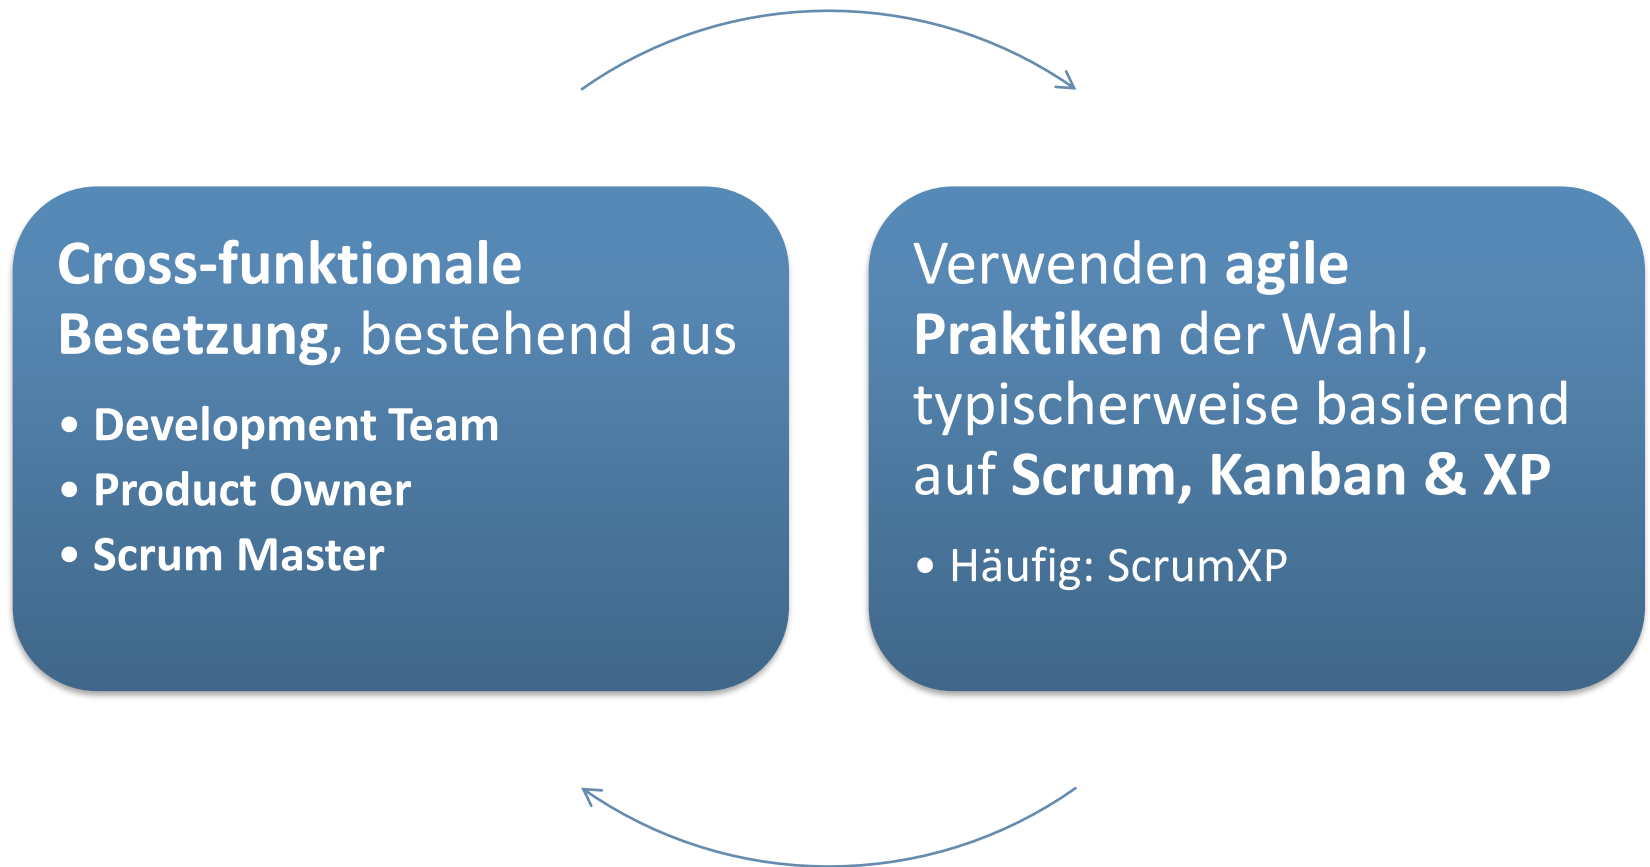 Cross-funktionale
Besetzung, bestehend aus
• Development Team
• Product Owner
• Scrum Master
Verwenden agile
Praktiken der Wahl,
typischerweise basierend
auf Scrum, Kanban & XP
• Häufig: ScrumXP